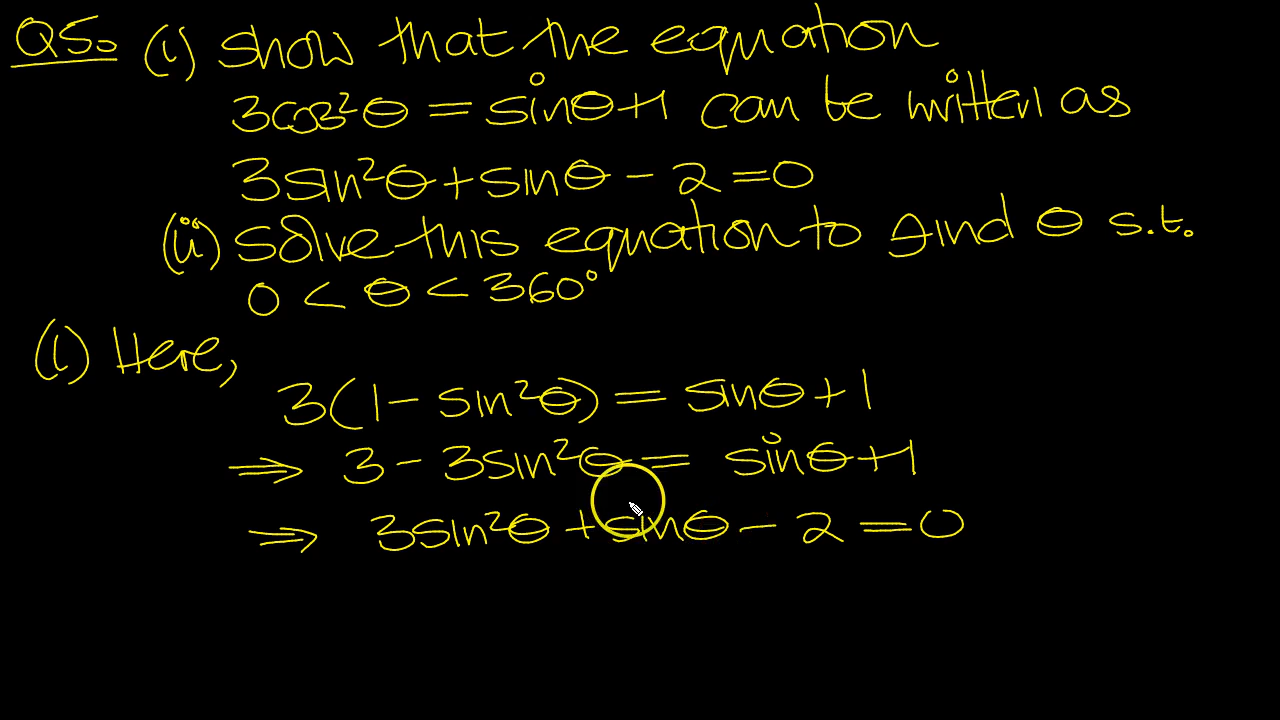 Q5. (i) show that the equation
3cos²θ = sinθ+1 can be written as
3sin²θ + sinθ - 2 = 0
(ii) solve this equation to find θ s.t.
0 < θ < 360°
(i) Here,
3(1 - sin²θ) = sinθ + 1
⇒ 3 - 3sin²θ = sinθ+1
⇒ 3sin²θ + sinθ - 2 = 0